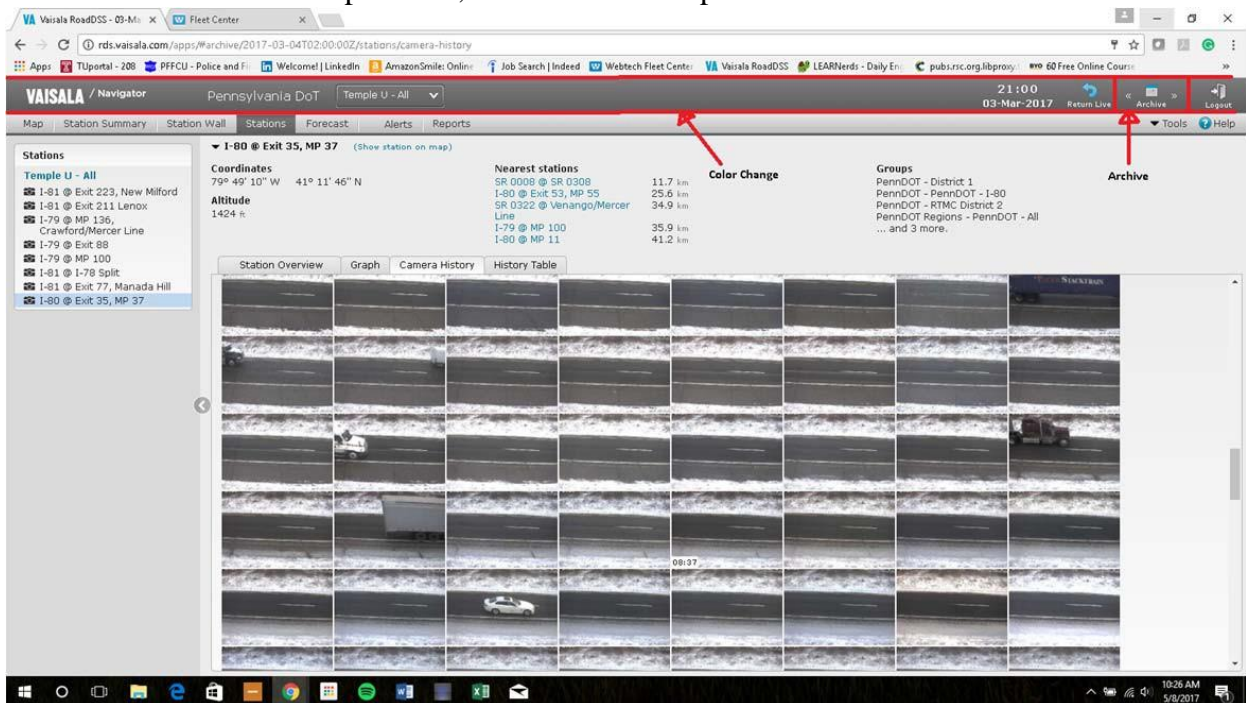 Vaisala RoadDSS - 03-Ma
Fleet Center
rds.vaisala.com/apps/#archive/2017-03-04T02:00:00Z/stations/camera-history
Apps TUportal - 208 PFFCU - Police and Fi Welcome! | LinkedIn AmazonSmile: Online Job Search | Indeed Webtech Fleet Center Vaisala RoadDSS LEARNerds - Daily En pubs.rsc.org.libproxy. 60 Free Online Course
VAISALA / Navigator Pennsylvania DoT Temple U - All 21:00
03-Mar-2017 Return Live « Archive » Logout
Map Station Summary Station Wall Stations Forecast Alerts Reports Tools Help
Stations
Temple U - All
I-81 @ Exit 223, New Milford
I-81 @ Exit 211 Lenox
I-79 @ MP 136,
Crawford/Mercer Line
I-79 @ Exit 88
I-79 @ MP 100
I-81 @ I-78 Split
I-81 @ Exit 77, Manada Hill
I-80 @ Exit 35, MP 37
I-80 @ Exit 35, MP 37 (Show station on map)
Coordinates
79° 49' 10" W 41° 11' 46" N
Altitude
1424 ft
Nearest stations
SR 0008 @ SR 0308 11.7 km
I-80 @ Exit 53, MP 55 25.6 km
SR 0322 @ Venango/Mercer 34.9 km
Line
I-79 @ MP 100 35.9 km
I-80 @ MP 11 41.2 km
Color Change
Groups
PennDOT - District 1
PennDOT - PennDOT - I-80
PennDOT - RTMC District 2
PennDOT Regions - PennDOT - All
... and 3 more.
Archive
Station Overview Graph Camera History History Table
STACKTRAIN
08:37
10:26 AM
5/8/2017